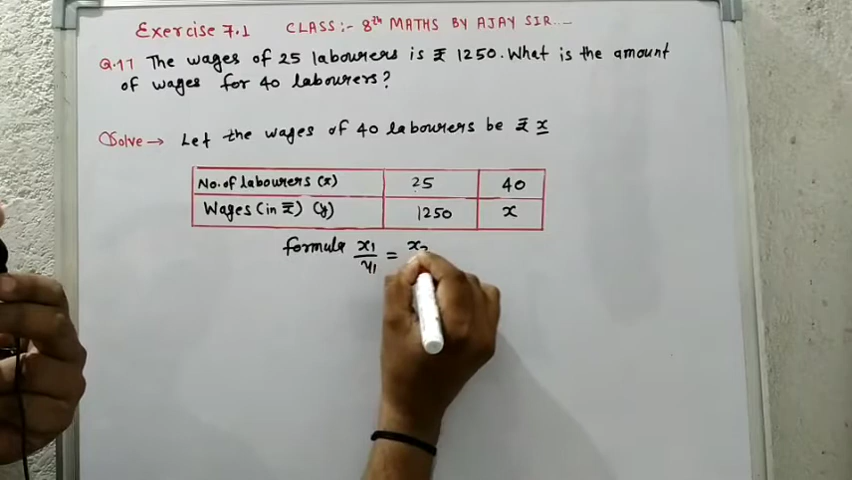 Exercise 7.1 CLASS:- 8th MATHS BY AJAY SIR....
Q.17 The wages of 25 labourers is ₹ 1250. What is the amount
of wages for 40 labourers?
Solve → Let the wages of 40 labourers be ₹ x
No. of labourers (x) 25 40
Wages (in ₹) (y) 1250 x
formula x₁/y₁ = x₂